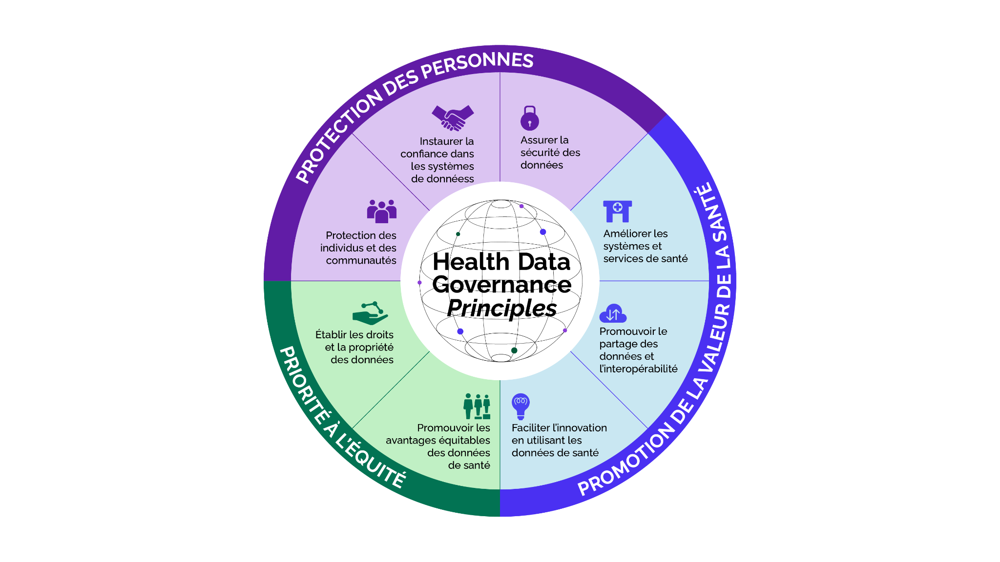 PROTECTION DES PERSONNES
Instaurer la
confiance dans
les systèmes
de donnéess
Assurer la
sécurité des
données
Protection des
individus et des
communautés
PROMOTION DE LA VALEUR DE LA SANTÉ
Améliorer les
systèmes et
services de santé
Promouvoir le
partage des
données et
l’interopérabilité
Faciliter l’innovation
en utilisant les
données de santé
PRIORITÉ À L’ÉQUITÉ
Établir les droits
et la propriété
des données
Promouvoir les
avantages équitables
des données
de santé
Health Data
Governance
Principles